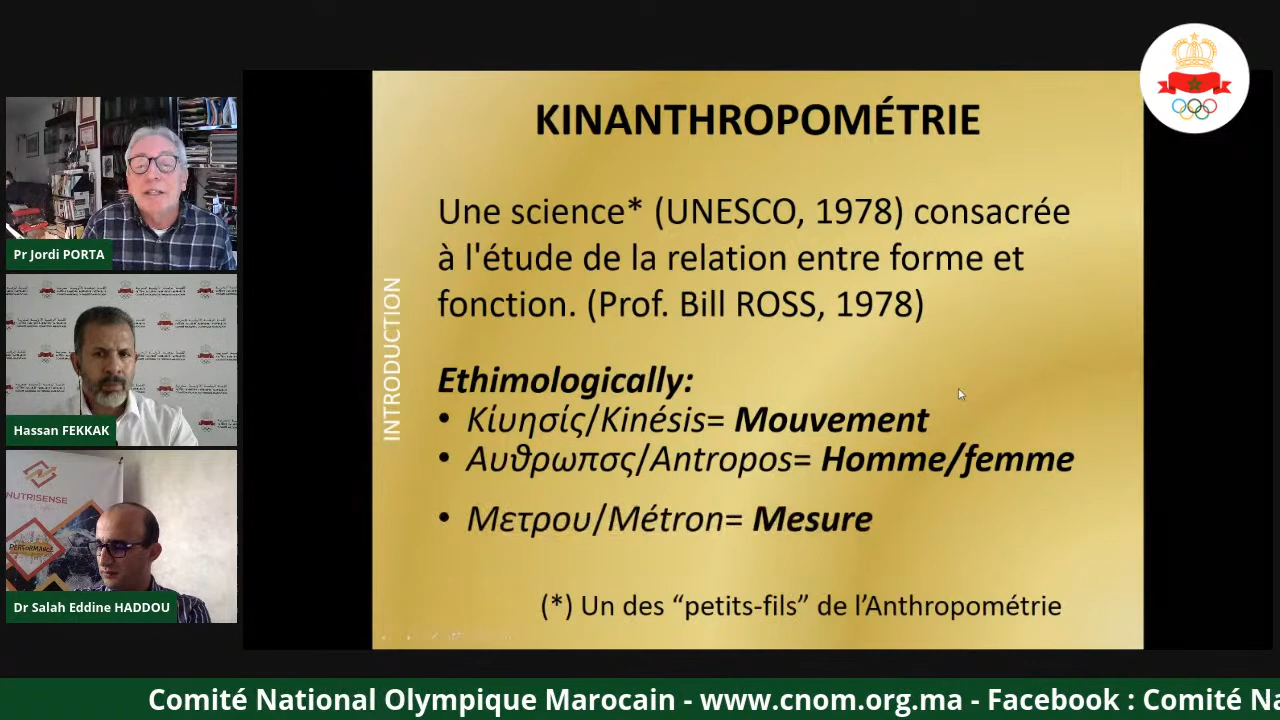 KINANTHROPOMÉTRIE
Une science* (UNESCO, 1978) consacrée
à l'étude de la relation entre forme et
fonction. (Prof. Bill ROSS, 1978)
INTRODUCTION
Ethimologically:
• Κίυησίς/Kinésis= Mouvement
• Αυϑρωπσς/Antropos= Homme/femme
• Μετρου/Métron= Mesure
(*) Un des “petits-fils” de l’Anthropométrie
Pr Jordi PORTA
Hassan FEKKAK
NUTRISENSE
PERFORMANCE
Dr Salah Eddine HADDOU
Comité National Olympique Marocain - www.cnom.org.ma - Facebook : Comité Na